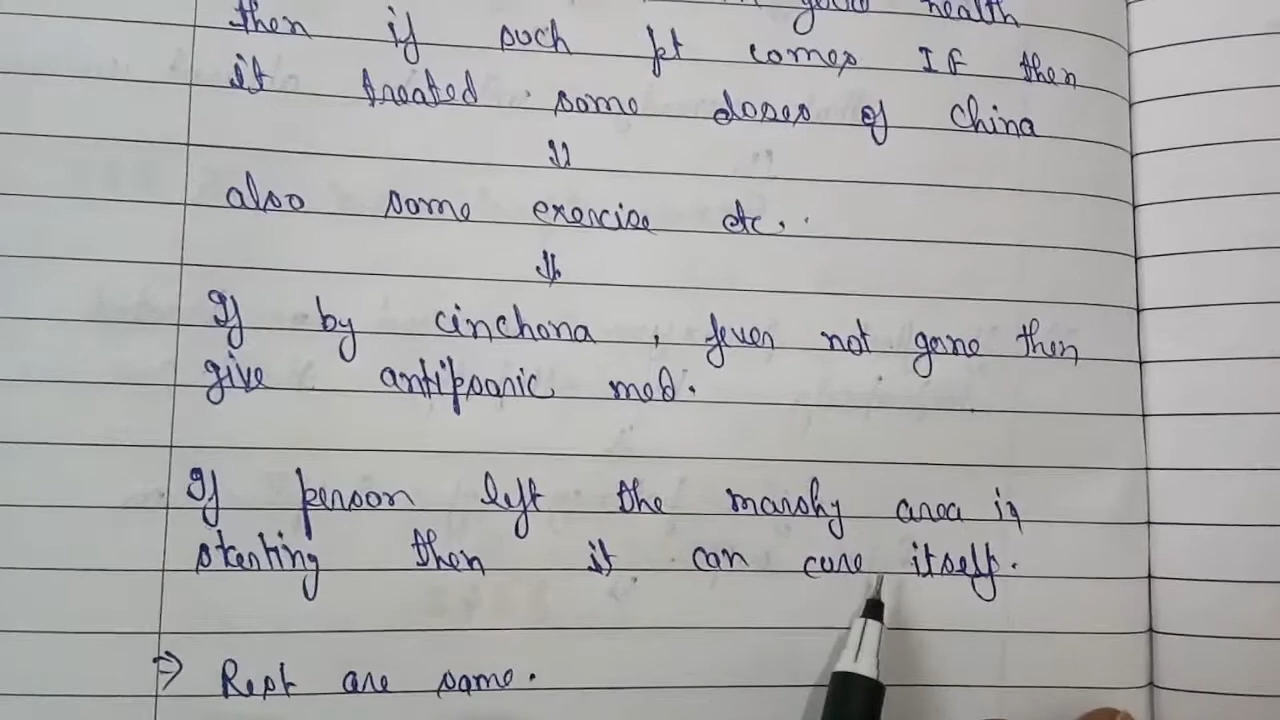 good health
then if such pt comes IF then
it treated some doses of China
also some exercise etc.
If by cinchona, fever not gone then
give antipsoric med.
If person left the marshy area in
starting then it can cure itself.
⇒ Rest are same.